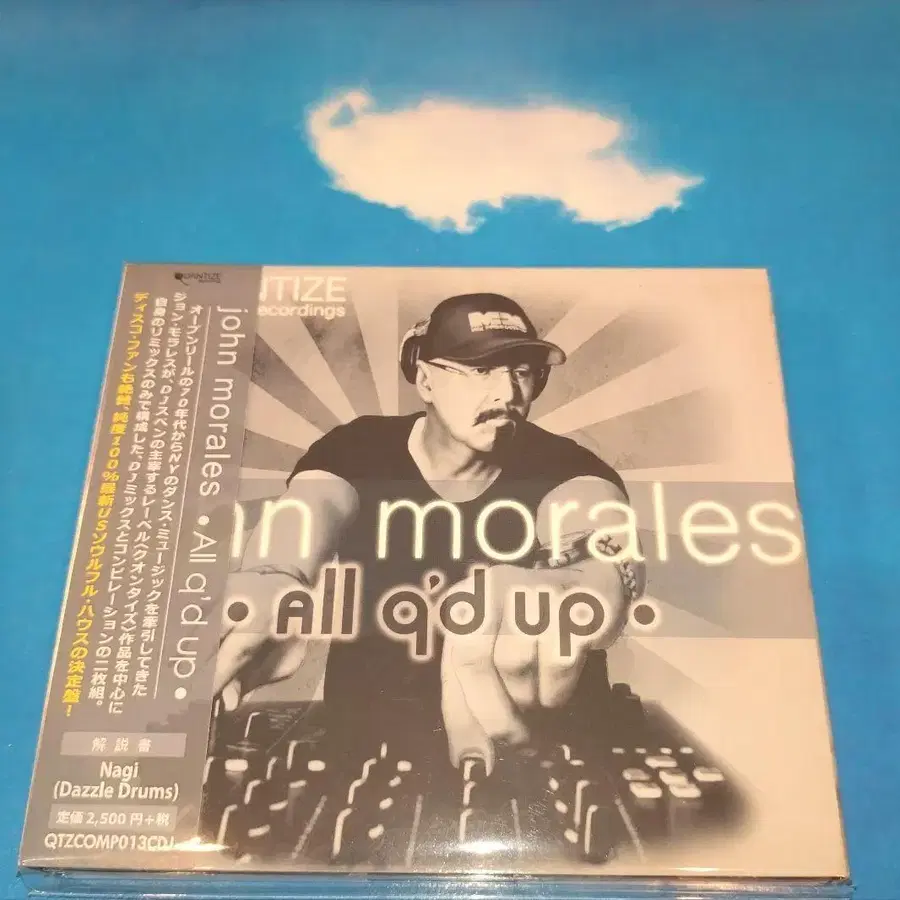 QUANTIZE
john morales • All q'd up •
オープンリールの70年代からNYのダンス・ミュージックを牽引してきた
ジョン・モラレスが、DJスペンの主宰するレーベル〈クオンタイズ〉作品を中心に
自身のリミックスのみで構成した、DJミックスとコンピレーションの二枚組。
ディスコ・ファンも絶賛、純度100%最新USソウルフル・ハウスの決定盤!
解説書
Nagi
(Dazzle Drums)
定価 2,500円+税
QTZCOMP013CDJ
NTIZE
recordings
hn morales
• All q'd up •